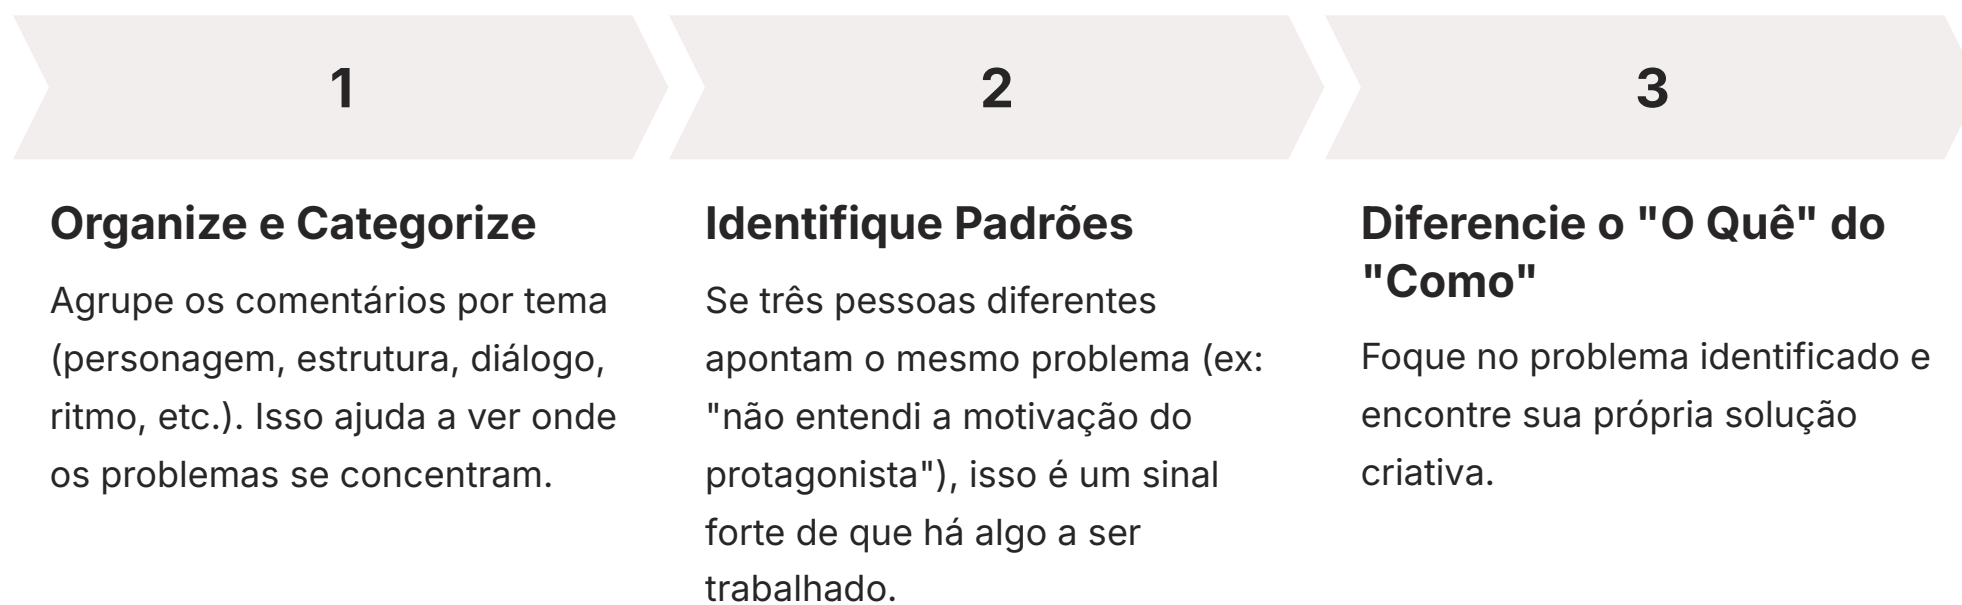 1
Organize e Categorize
Agrupe os comentários por tema
(personagem, estrutura, diálogo,
ritmo, etc.). Isso ajuda a ver onde
os problemas se concentram.
2
Identifique Padrões
Se três pessoas diferentes
apontam o mesmo problema (ex:
"não entendi a motivação do
protagonista"), isso é um sinal
forte de que há algo a ser
trabalhado.
3
Diferencie o "O Quê" do
"Como"
Foque no problema identificado e
encontre sua própria solução
criativa.